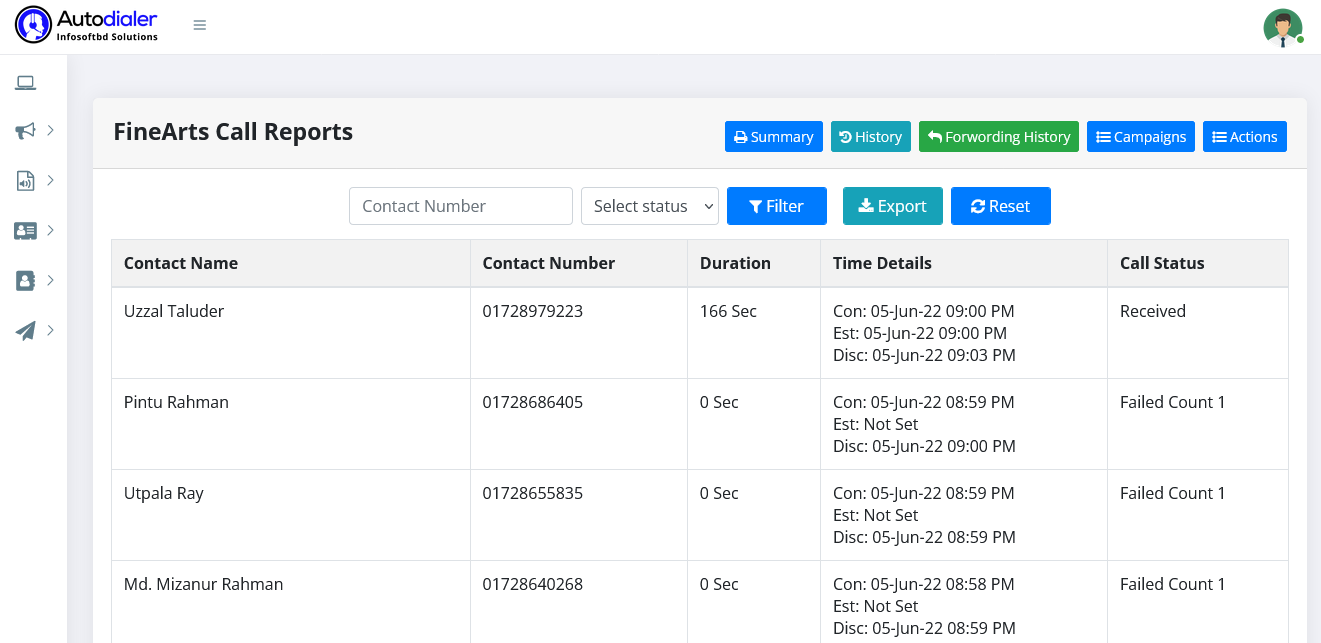 Autodialer
Infosoftbd Solutions
FineArts Call Reports
Summary History Forwording History Campaigns Actions
Contact Number Select status Filter Export Reset
Contact Name Contact Number Duration Time Details Call Status
Uzzal Taluder 01728979223 166 Sec Con: 05-Jun-22 09:00 PM Received
Est: 05-Jun-22 09:00 PM
Disc: 05-Jun-22 09:03 PM
Pintu Rahman 01728686405 0 Sec Con: 05-Jun-22 08:59 PM Failed Count 1
Est: Not Set
Disc: 05-Jun-22 09:00 PM
Utpala Ray 01728655835 0 Sec Con: 05-Jun-22 08:59 PM Failed Count 1
Est: Not Set
Disc: 05-Jun-22 08:59 PM
Md. Mizanur Rahman 01728640268 0 Sec Con: 05-Jun-22 08:58 PM Failed Count 1
Est: Not Set
Disc: 05-Jun-22 08:59 PM